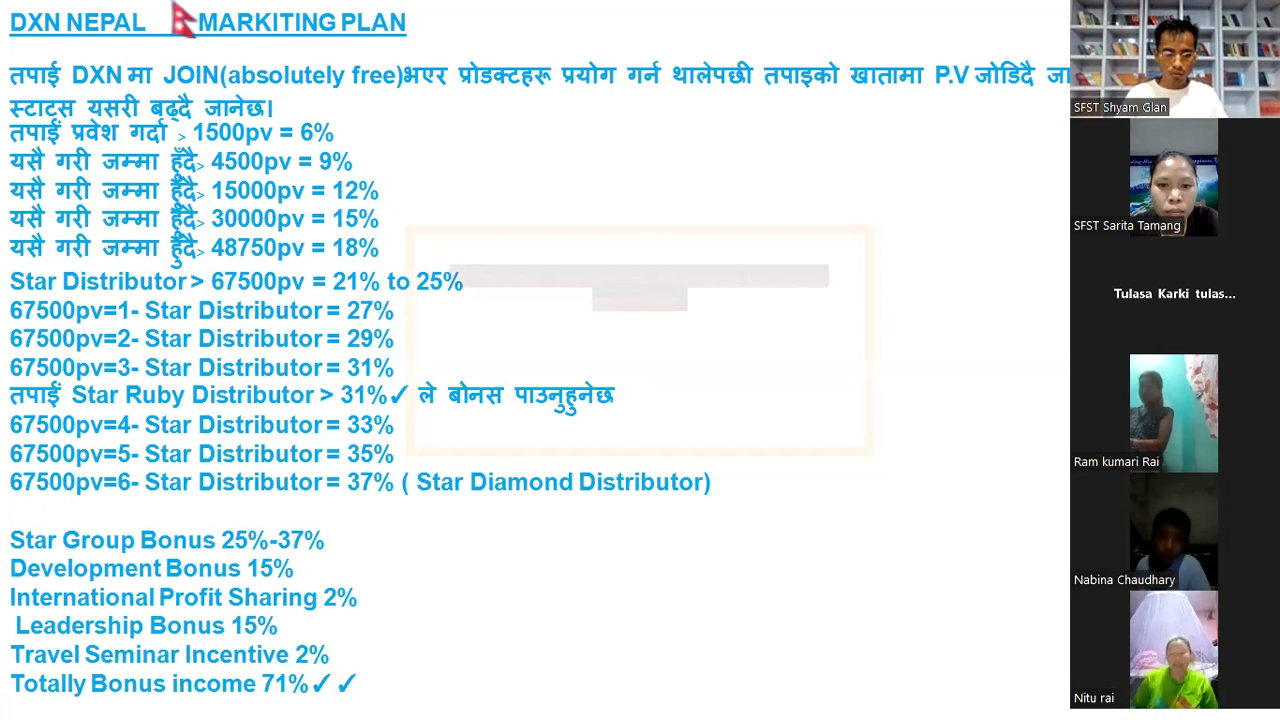 DXN NEPAL MARKITING PLAN
तपाई DXN मा JOIN(absolutely free)भएर प्रोडक्टहरू प्रयोग गर्न थालेपछी तपाइको खातामा P.V जोडिदै जा
स्टाटस यसरी बढ्दै जानेछ।
तपाईं प्रवेश गर्दा > 1500pv = 6%
यसै गरी जम्मा हुँदै> 4500pv = 9%
यसै गरी जम्मा हुँदै> 15000pv = 12%
यसै गरी जम्मा हुँदै> 30000pv = 15%
यसै गरी जम्मा हुँदै> 48750pv = 18%
Star Distributor > 67500pv = 21% to 25%
67500pv=1- Star Distributor = 27%
67500pv=2- Star Distributor = 29%
67500pv=3- Star Distributor = 31%
तपाईं Star Ruby Distributor > 31%✓ ले बोनस पाउनुहुनेछ
67500pv=4- Star Distributor = 33%
67500pv=5- Star Distributor = 35%
67500pv=6- Star Distributor = 37% ( Star Diamond Distributor)
Star Group Bonus 25%-37%
Development Bonus 15%
International Profit Sharing 2%
Leadership Bonus 15%
Travel Seminar Incentive 2%
Totally Bonus income 71%✓✓
SFST Shyam Glan
SFST Sarita Tamang
Tulasa Karki tulas...
Ram kumari Rai
Nabina Chaudhary
Nitu rai